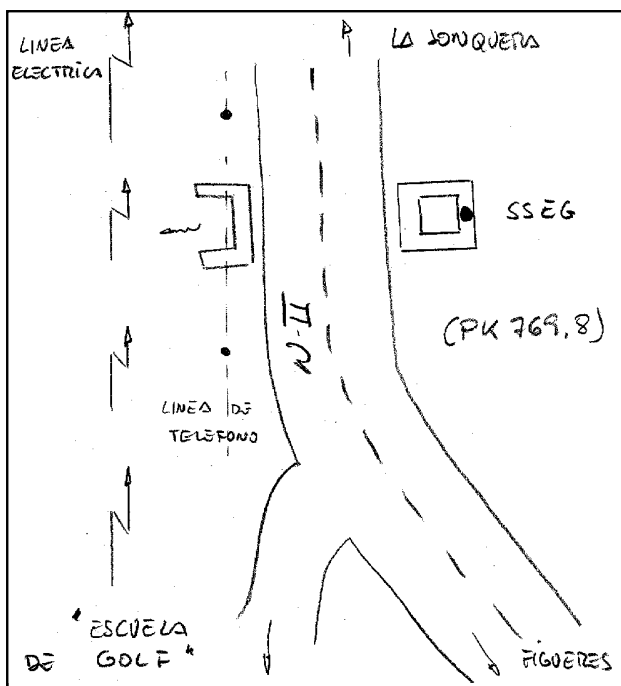 LINEA
ELECTRICA
LA JONQUERA
SSEG
N-II
(PK 769,8)
LINEA DE
TELEFONO
"ESCUELA
DE GOLF"
FIGUERES